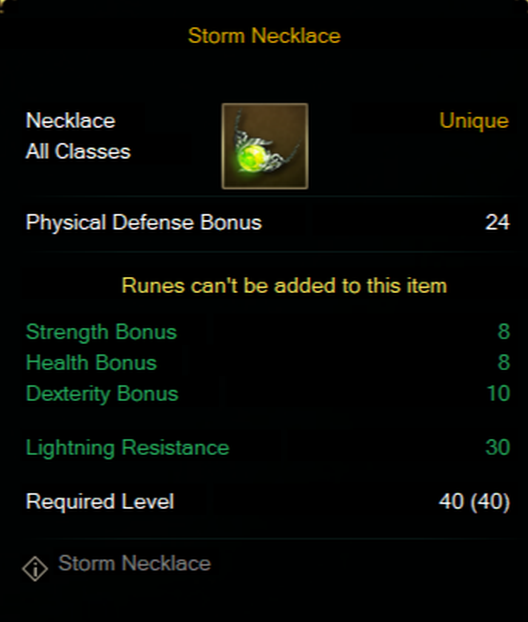 Storm Necklace
Necklace
Unique
All Classes
Physical Defense Bonus 24
Runes can't be added to this item
Strength Bonus 8
Health Bonus 8
Dexterity Bonus 10
Lightning Resistance 30
Required Level 40 (40)
Storm Necklace